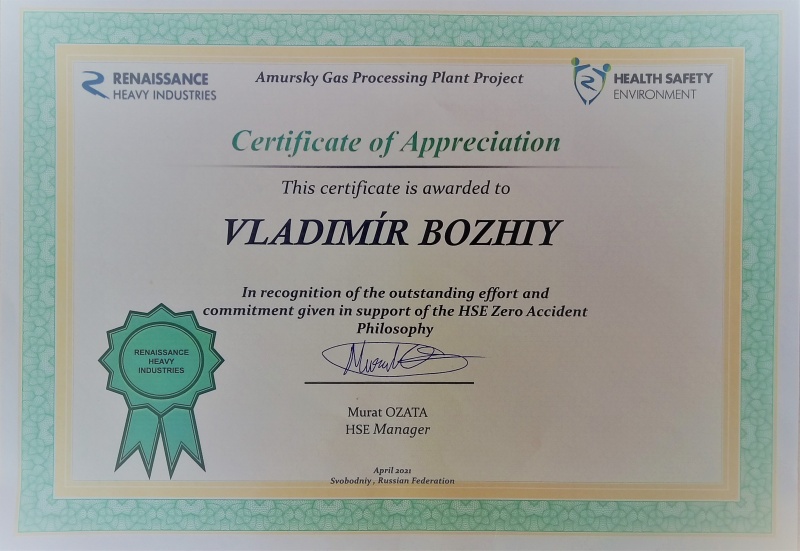 RENAISSANCE
HEAVY INDUSTRIES
Amursky Gas Processing Plant Project
HEALTH SAFETY
ENVIRONMENT
Certificate of Appreciation
This certificate is awarded to
VLADIMÍR BOZHIY
In recognition of the outstanding effort and
commitment given in support of the HSE Zero Accident
Philosophy
RENAISSANCE
HEAVY
INDUSTRIES
Murat OZATA
HSE Manager
April 2021
Svobodniy, Russian Federation